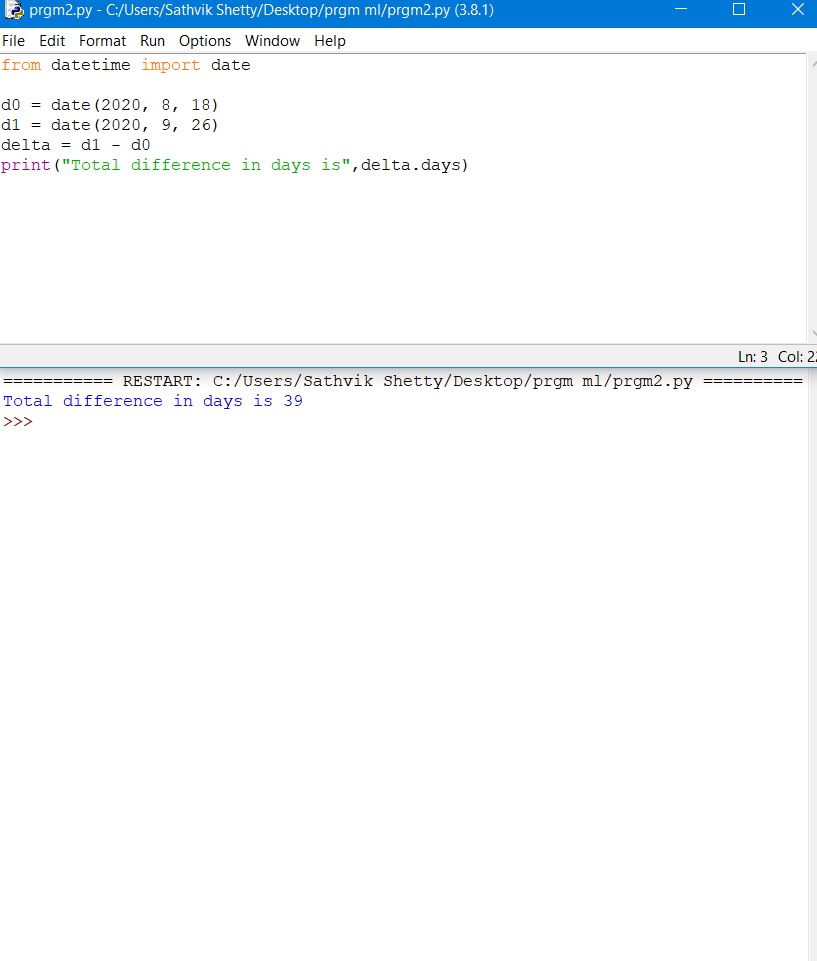 prgm2.py - C:/Users/Sathvik Shetty/Desktop/prgm ml/prgm2.py (3.8.1)
File Edit Format Run Options Window Help
from datetime import date
d0 = date(2020, 8, 18)
d1 = date(2020, 9, 26)
delta = d1 - d0
print("Total difference in days is",delta.days)
Ln: 3 Col: 22
=========== RESTART: C:/Users/Sathvik Shetty/Desktop/prgm ml/prgm2.py ==========
Total difference in days is 39
>>>